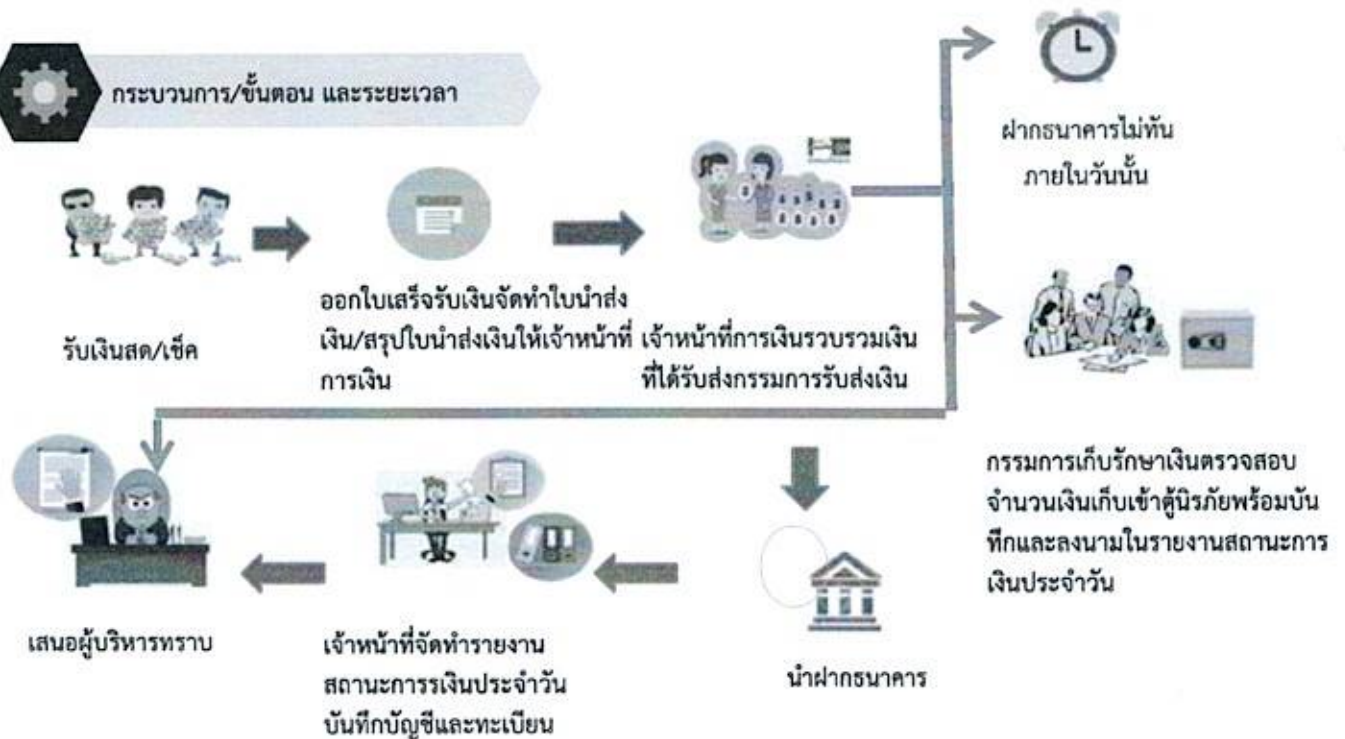 กระบวนการ/ขั้นตอน และระยะเวลา
ฝากธนาคารไม่ทัน
ภายในวันนั้น
รับเงินสด/เช็ค
ออกใบเสร็จรับเงินจัดทำใบนำส่ง
เงิน/สรุปใบนำส่งเงินให้เจ้าหน้าที่
การเงิน
เจ้าหน้าที่การเงินรวบรวมเงิน
ที่ได้รับส่งกรรมการรับส่งเงิน
กรรมการเก็บรักษาเงินตรวจสอบ
จำนวนเงินเก็บเข้าตู้นิรภัยพร้อมบัน
ทึกและลงนามในรายงานสถานะการ
เงินประจำวัน
นำฝากธนาคาร
เจ้าหน้าที่จัดทำรายงาน
สถานะการรเงินประจำวัน
บันทึกบัญชีและทะเบียน
เสนอผู้บริหารทราบ